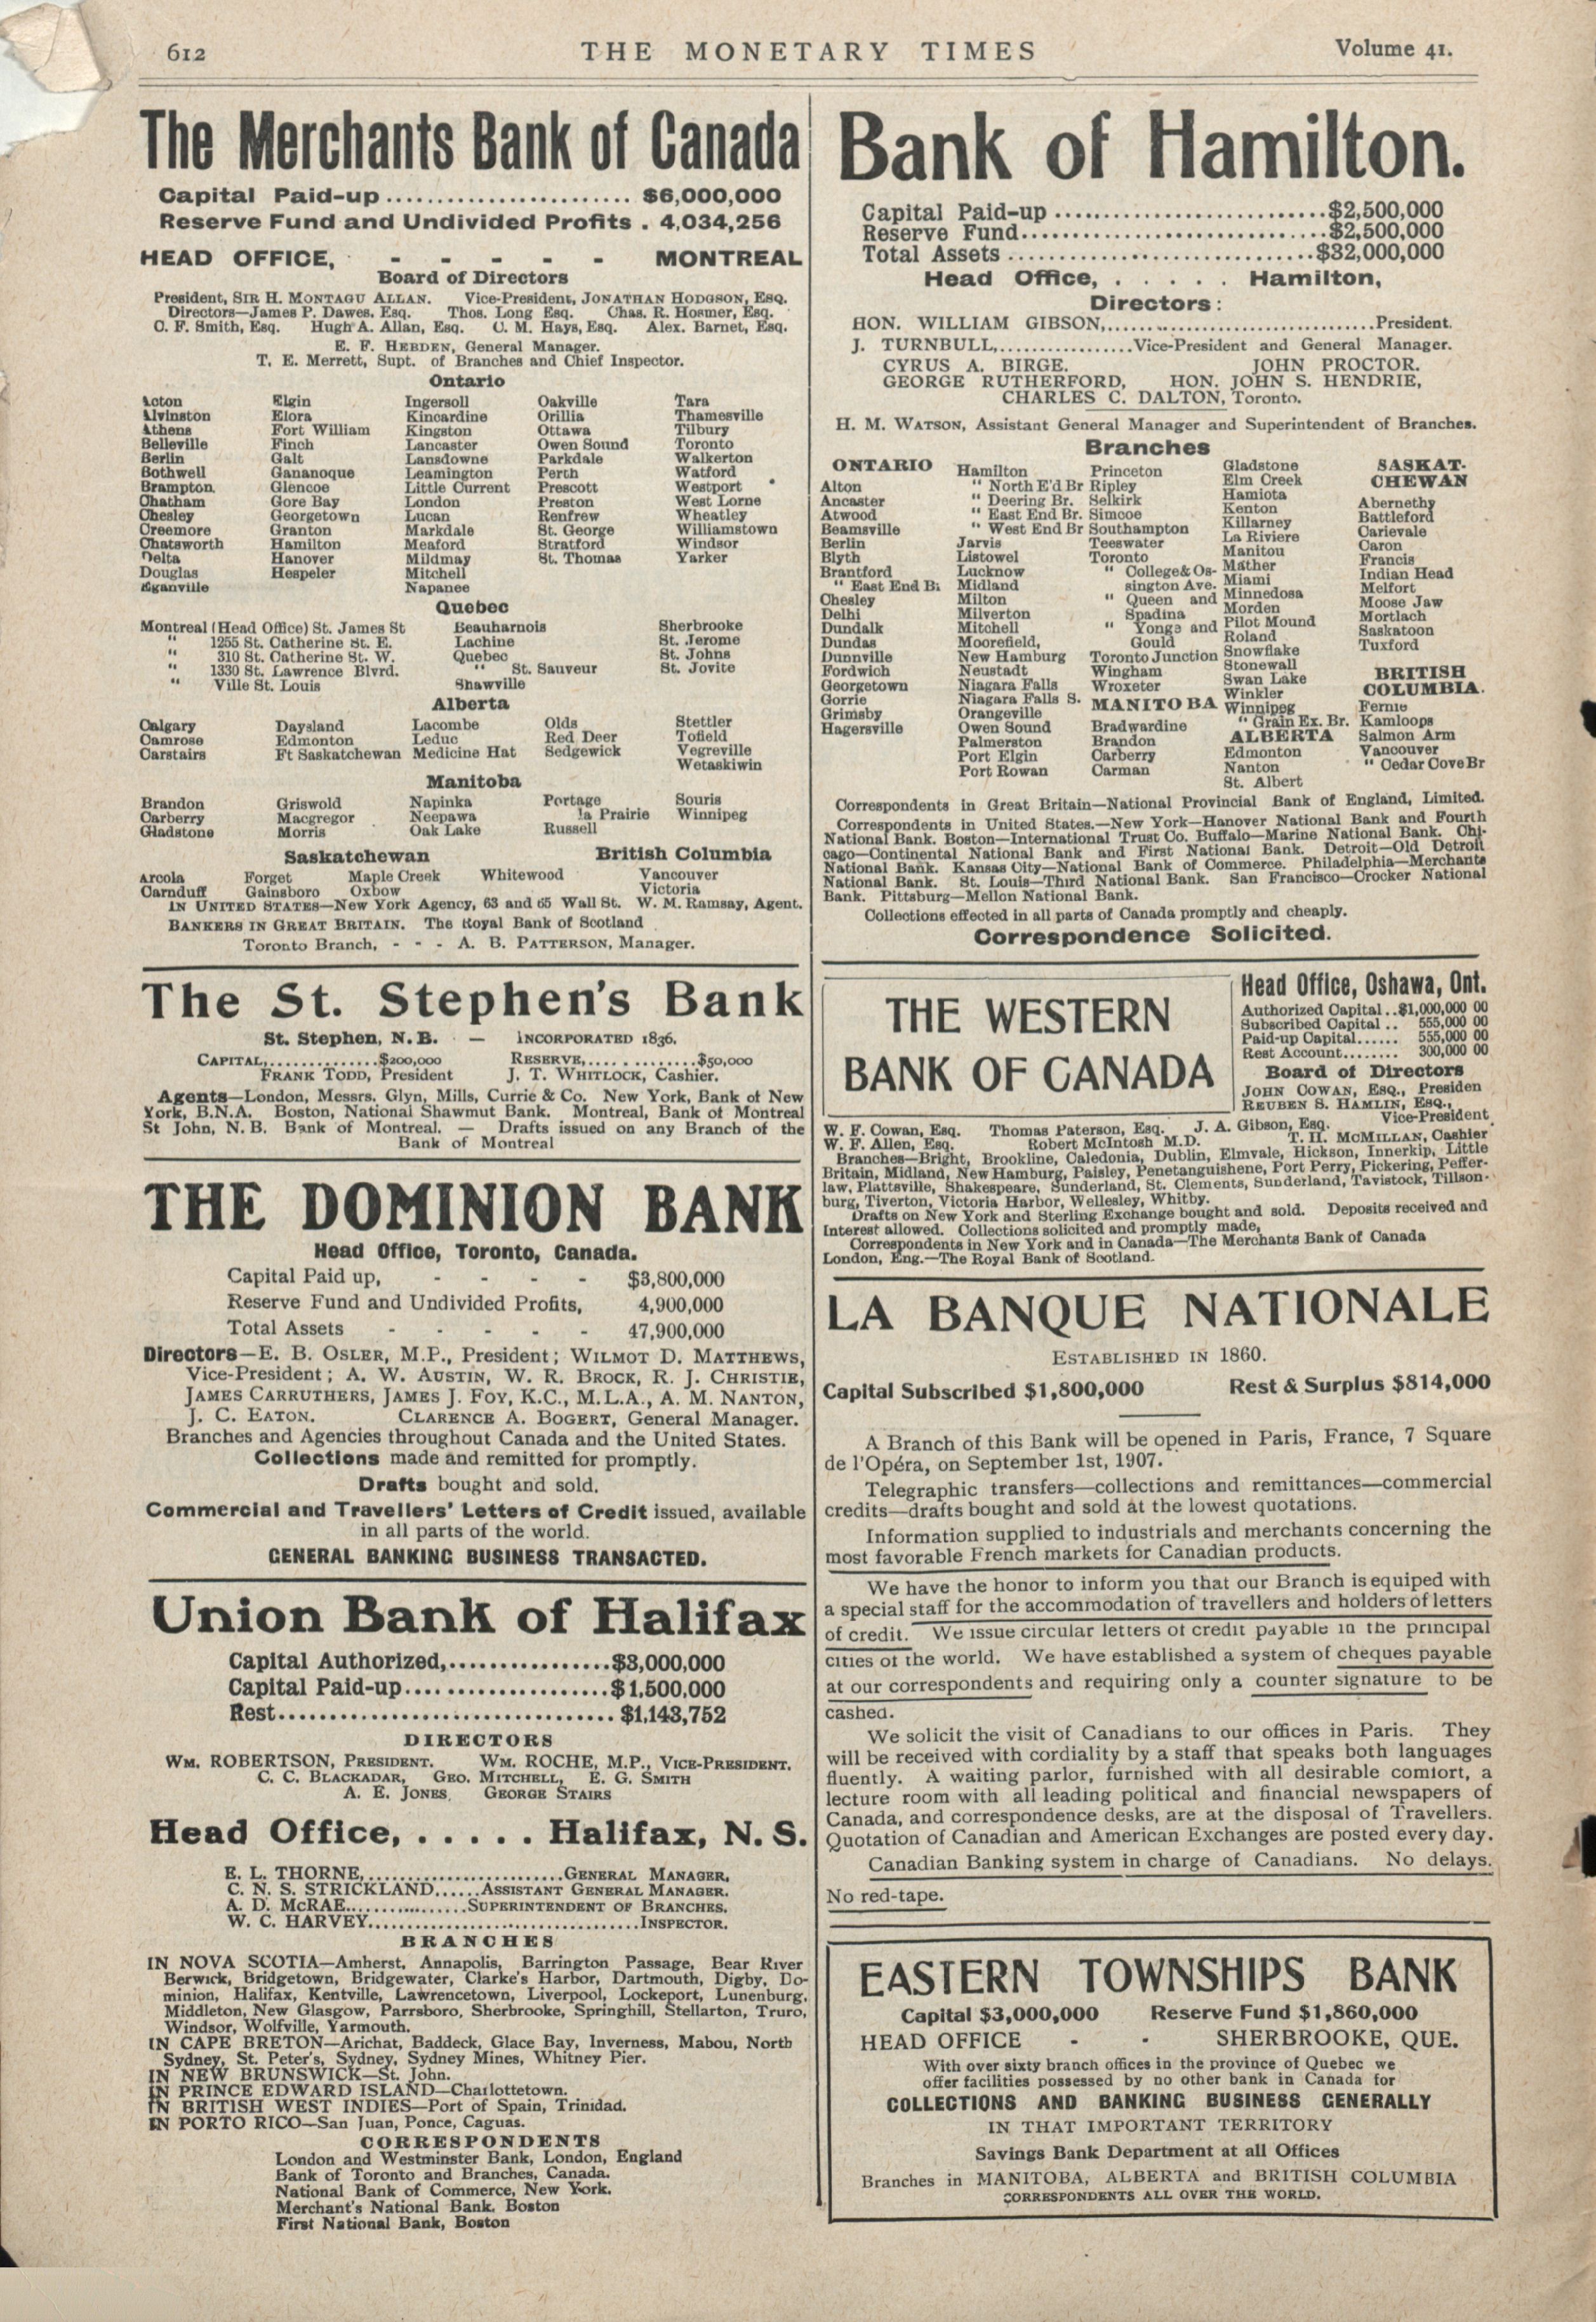 612
THE MONETARY TIMES
Volume 41.
The Merchants Bank of Canada
Capital Paid-up ........................ $6,000,000
Reserve Fund and Undivided Profits . 4,034,256
HEAD OFFICE, - - - - - MONTREAL
Board of Directors
President, SIR H. MONTAGU ALLAN. Vice-President, JONATHAN HODGSON, ESQ.
Directors—James P. Dawes. Esq. Thos. Long Esq. Chas. R. Hosmer, Esq.
C. F. Smith, Esq. Hugh A. Allan, Esq. C. M. Hays, Esq. Alex. Barnet, Esq.
E. F. HEBDEN, General Manager.
T. E. Merrett, Supt. of Branches and Chief Inspector.
Ontario
Acton Elgin Ingersoll Oakville Tara
Alvinston Elora Kincardine Orillia Thamesville
Athens Fort William Kingston Ottawa Tilbury
Belleville Finch Lancaster Owen Sound Toronto
Berlin Galt Lansdowne Parkdale Walkerton
Bothwell Gananoque Leamington Perth Watford
Brampton Glencoe Little Current Prescott Westport
Chatham Gore Bay London Preston West Lorne
Chesley Georgetown Lucan Renfrew Wheatley
Creemore Granton Markdale St. George Williamstown
Chatsworth Hamilton Meaford Stratford Windsor
Delta Hanover Mildmay St. Thomas Yarker
Douglas Hespeler Mitchell
Eganville Napanee
Quebec
Montreal (Head Office) St. James St Beauharnois Sherbrooke
" 1255 St. Catherine St. E. Lachine St. Jerome
" 310 St. Catherine St. W. Quebec St. Johns
" 1330 St. Lawrence Blvrd. " St. Sauveur St. Jovite
" Ville St. Louis Shawville
Alberta
Calgary Daysland Lacombe Olds Stettler
Camrose Edmonton Leduc Red Deer Tofield
Carstairs Ft Saskatchewan Medicine Hat Sedgewick Vegreville
Wetaskiwin
Manitoba
Brandon Griswold Napinka Portage Souris
Carberry Macgregor Neepawa la Prairie Winnipeg
Gladstone Morris Oak Lake Russell
Saskatchewan British Columbia
Arcola Forget Maple Creek Whitewood Vancouver
Carnduff Gainsboro Oxbow Victoria
IN UNITED STATES—New York Agency, 63 and 65 Wall St. W. M. Ramsay, Agent.
BANKERS IN GREAT BRITAIN. The Royal Bank of Scotland
Toronto Branch, - - - A. B. PATTERSON, Manager.
The St. Stephen's Bank
St. Stephen, N.B. — INCORPORATED 1836.
CAPITAL,..............$200,000 RESERVE,..............$50,000
FRANK TODD, President J. T. WHITLOCK, Cashier.
Agents—London, Messrs. Glyn, Mills, Currie & Co. New York, Bank of New
York, B.N.A. Boston, National Shawmut Bank. Montreal, Bank of Montreal
St John, N. B. Bank of Montreal. — Drafts issued on any Branch of the
Bank of Montreal
THE DOMINION BANK
Head Office, Toronto, Canada.
Capital Paid up, - - - - $3,800,000
Reserve Fund and Undivided Profits, 4,900,000
Total Assets - - - - - 47,900,000
Directors—E. B. OSLER, M.P., President; WILMOT D. MATTHEWS,
Vice-President; A. W. AUSTIN, W. R. BROCK, R. J. CHRISTIE,
JAMES CARRUTHERS, JAMES J. FOY, K.C., M.L.A., A. M. NANTON,
J. C. EATON. CLARENCE A. BOGERT, General Manager.
Branches and Agencies throughout Canada and the United States.
Collections made and remitted for promptly.
Drafts bought and sold.
Commercial and Travellers' Letters of Credit issued, available
in all parts of the world.
GENERAL BANKING BUSINESS TRANSACTED.
Union Bank of Halifax
Capital Authorized,................$3,000,000
Capital Paid-up....................$1,500,000
Rest................................. $1,143,752
DIRECTORS
WM. ROBERTSON, PRESIDENT. WM. ROCHE, M.P., VICE-PRESIDENT.
C. C. BLACKADAR, GEO. MITCHELL, E. G. SMITH
A. E. JONES, GEORGE STAIRS
Head Office, . . . . . Halifax, N. S.
E. L. THORNE,..........................GENERAL MANAGER,
C. N. S. STRICKLAND......ASSISTANT GENERAL MANAGER.
A. D. McRAE................SUPERINTENDENT OF BRANCHES.
W. C. HARVEY...................................INSPECTOR.
BRANCHES
IN NOVA SCOTIA—Amherst, Annapolis, Barrington Passage, Bear River
Berwick, Bridgetown, Bridgewater, Clarke's Harbor, Dartmouth, Digby, Do-
minion, Halifax, Kentville, Lawrencetown, Liverpool, Lockeport, Lunenburg,
Middleton, New Glasgow, Parrsboro, Sherbrooke, Springhill, Stellarton, Truro,
Windsor, Wolfville, Yarmouth.
IN CAPE BRETON—Arichat, Baddeck, Glace Bay, Inverness, Mabou, North
Sydney, St. Peter's, Sydney, Sydney Mines, Whitney Pier.
IN NEW BRUNSWICK—St. John.
IN PRINCE EDWARD ISLAND—Charlottetown.
IN BRITISH WEST INDIES—Port of Spain, Trinidad.
IN PORTO RICO—San Juan, Ponce, Caguas.
CORRESPONDENTS
London and Westminster Bank, London, England
Bank of Toronto and Branches, Canada.
National Bank of Commerce, New York.
Merchant's National Bank, Boston
First National Bank, Boston
Bank of Hamilton.
Capital Paid-up ...........................$2,500,000
Reserve Fund..............................$2,500,000
Total Assets ..............................$32,000,000
Head Office, . . . . . Hamilton,
Directors:
HON. WILLIAM GIBSON,..................................President.
J. TURNBULL,.................Vice-President and General Manager.
CYRUS A. BIRGE. JOHN PROCTOR.
GEORGE RUTHERFORD, HON. JOHN S. HENDRIE,
CHARLES C. DALTON, Toronto.
H. M. WATSON, Assistant General Manager and Superintendent of Branches.
Branches
ONTARIO
Alton
Ancaster
Atwood
Beamsville
Berlin
Blyth
Brantford
" East End Br
Chesley
Delhi
Dundalk
Dundas
Dunnville
Fordwich
Georgetown
Gorrie
Grimsby
Hagersville
Hamilton
" North E'd Br
" Deering Br.
" East End Br.
" West End Br
Jarvis
Listowel
Lucknow
Midland
Milton
Milverton
Mitchell
Moorefield,
New Hamburg
Neustadt
Niagara Falls
Niagara Falls S.
Orangeville
Owen Sound
Palmerston
Port Elgin
Port Rowan
Princeton
Ripley
Selkirk
Simcoe
Southampton
Teeswater
Toronto
" College & Os-
sington Ave.
" Queen and
Spadina
" Yonge and
Gould
Toronto Junction
Wingham
Wroxeter
MANITOBA
Bradwardine
Brandon
Carberry
Carman
Gladstone
Elm Creek
Hamiota
Kenton
Killarney
La Riviere
Manitou
Mather
Miami
Minnedosa
Morden
Pilot Mound
Roland
Snowflake
Stonewall
Swan Lake
Winkler
Winnipeg
" Grain Ex. Br.
ALBERTA
Edmonton
Nanton
St. Albert
SASKAT-
CHEWAN
Abernethy
Battleford
Carievale
Caron
Francis
Indian Head
Melfort
Moose Jaw
Mortlach
Saskatoon
Tuxford
BRITISH
COLUMBIA.
Fernie
Kamloops
Salmon Arm
Vancouver
" Cedar Cove Br
Correspondents in Great Britain—National Provincial Bank of England, Limited.
Correspondents in United States.—New York—Hanover National Bank and Fourth
National Bank. Boston—International Trust Co. Buffalo—Marine National Bank. Chi-
cago—Continental National Bank and First National Bank. Detroit—Old Detroit
National Bank. Kansas City—National Bank of Commerce. Philadelphia—Merchants
National Bank. St. Louis—Third National Bank. San Francisco—Crocker National
Bank. Pittsburg—Mellon National Bank.
Collections effected in all parts of Canada promptly and cheaply.
Correspondence Solicited.
THE WESTERN
BANK OF CANADA
Head Office, Oshawa, Ont.
Authorized Capital..$1,000,000 00
Subscribed Capital .. 555,000 00
Paid-up Capital...... 555,000 00
Rest Account........ 300,000 00
Board of Directors
JOHN COWAN, ESQ., Presiden
REUBEN S. HAMLIN, ESQ.,
Vice-President
W. F. Cowan, Esq. Thomas Paterson, Esq. J. A. Gibson, Esq.
W. F. Allen, Esq. Robert McIntosh M.D. T. H. MCMILLAN, Cashier
Branches—Bright, Brookline, Caledonia, Dublin, Elmvale, Hickson, Innerkip, Little
Britain, Midland, New Hamburg, Paisley, Penetanguishene, Port Perry, Pickering, Peffer-
law, Plattsville, Shakespeare, Sunderland, St. Clements, Sunderland, Tavistock, Tillson-
burg, Tiverton, Victoria Harbor, Wellesley, Whitby.
Drafts on New York and Sterling Exchange bought and sold. Deposits received and
Interest allowed. Collections solicited and promptly made,
Correspondents in New York and in Canada—The Merchants Bank of Canada
London, Eng.—The Royal Bank of Scotland.
LA BANQUE NATIONALE
ESTABLISHED IN 1860.
Capital Subscribed $1,800,000 Rest & Surplus $814,000
A Branch of this Bank will be opened in Paris, France, 7 Square
de l'Opéra, on September 1st, 1907.
Telegraphic transfers—collections and remittances—commercial
credits—drafts bought and sold at the lowest quotations.
Information supplied to industrials and merchants concerning the
most favorable French markets for Canadian products.
We have the honor to inform you that our Branch is equiped with
a special staff for the accommodation of travellers and holders of letters
of credit. We issue circular letters of credit payable in the principal
cities of the world. We have established a system of cheques payable
at our correspondents and requiring only a counter signature to be
cashed.
We solicit the visit of Canadians to our offices in Paris. They
will be received with cordiality by a staff that speaks both languages
fluently. A waiting parlor, furnished with all desirable comfort, a
lecture room with all leading political and financial newspapers of
Canada, and correspondence desks, are at the disposal of Travellers.
Quotation of Canadian and American Exchanges are posted every day.
Canadian Banking system in charge of Canadians. No delays.
No red-tape.
EASTERN TOWNSHIPS BANK
Capital $3,000,000 Reserve Fund $1,860,000
HEAD OFFICE - - SHERBROOKE, QUE.
With over sixty branch offices in the province of Quebec we
offer facilities possessed by no other bank in Canada for
COLLECTIONS AND BANKING BUSINESS GENERALLY
IN THAT IMPORTANT TERRITORY
Savings Bank Department at all Offices
Branches in MANITOBA, ALBERTA and BRITISH COLUMBIA
CORRESPONDENTS ALL OVER THE WORLD.